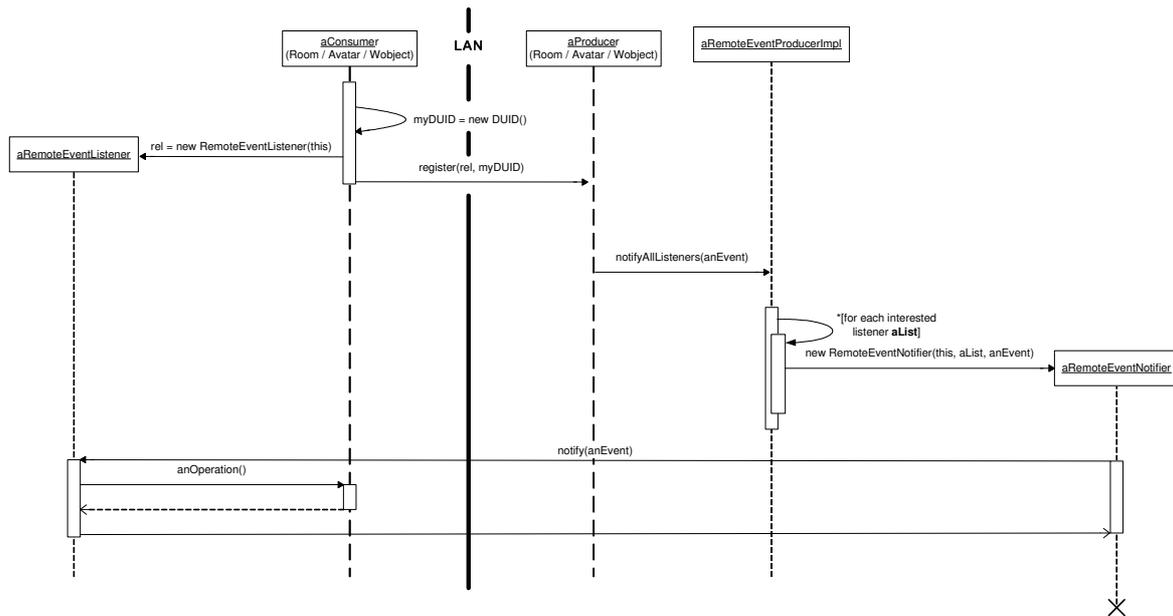 aConsumer
(Room / Avatar / Wobject)
LAN
aProducer
(Room / Avatar / Wobject)
aRemoteEventProducerImpl
myDUID = new DUID()
aRemoteEventListener
rel = new RemoteEventListener(this)
register(rel, myDUID)
notifyAllListeners(anEvent)
*[for each interested
listener aList]
new RemoteEventNotifier(this, aList, anEvent)
aRemoteEventNotifier
notify(anEvent)
anOperation()